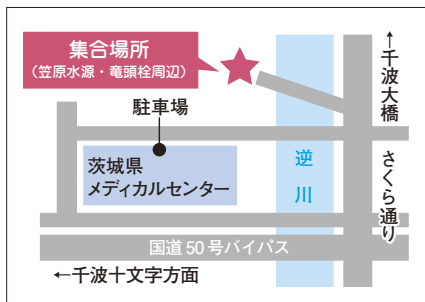 集合場所
（笠原水源・竜頭栓周辺）
駐車場
茨城県
メディカルセンター
逆川
↑千波大橋
さくら通り
国道50号バイパス
←千波十文字方面